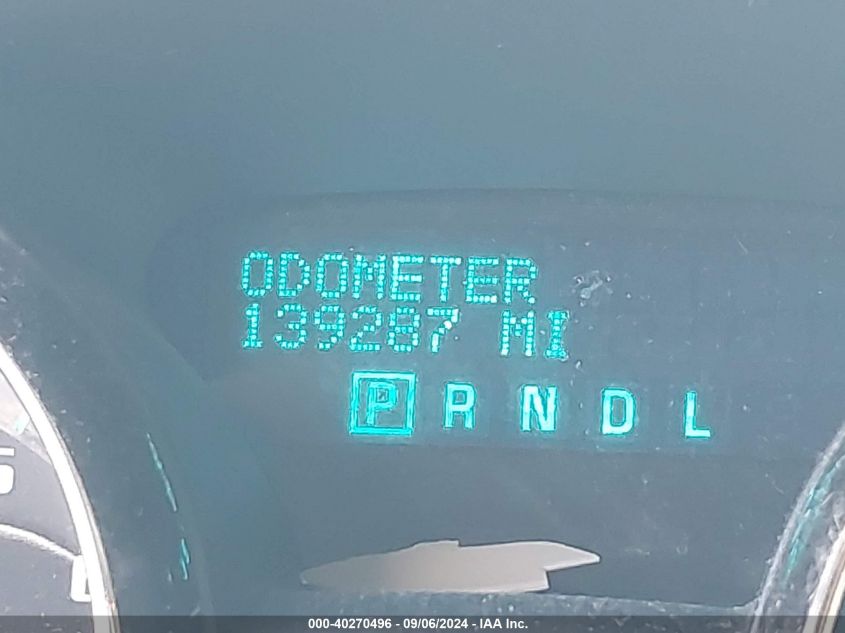 ODOMETER
139287 MI
P R N D L
000-40270496 - 09/06/2024 - IAA Inc.